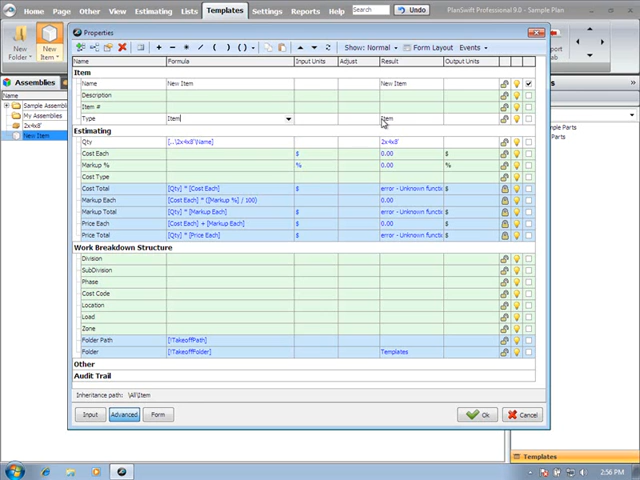 PlanSwift Professional 9.0 - Sample Plan
Home Page Other Estimating Lists Templates Settings Reports Help Search Undo
New Folder
New Item
Assemblies
Sample Assemb
My Assemblies
2x4x8'
New Item
Parts
Sample Parts
Properties
Show: Normal Form Layout Events
Name Formula Input Units Adjust Result Output Units
Item
Name New Item New Item
Description
Item #
Type Item Item
Estimating
Qty [...\2x4x8'\Name] 2x4x8'
Cost Each $ 0.00 $
Markup % % 0.00 %
Cost Type
Cost Total [Qty] * [Cost Each] $ error - Unknown functi $
Markup Each [Cost Each] * ([Markup %] / 100) 0.00
Markup Total [Qty] * [Markup Each] error - Unknown functi $
Price Each [Cost Each] + [Markup Each] 0.00 $
Price Total [Qty] * [Price Each] error - Unknown functi $
Work Breakdown Structure
Division
SubDivision
Phase
Cost Code
Location
Load
Zone
Folder Path [!TakeoffPath]
Folder [!TakeoffFolder] Templates
Other
Audit Trail
Inheritance path: \All\Item
Input Advanced Form Ok Cancel
Templates
2:56 PM